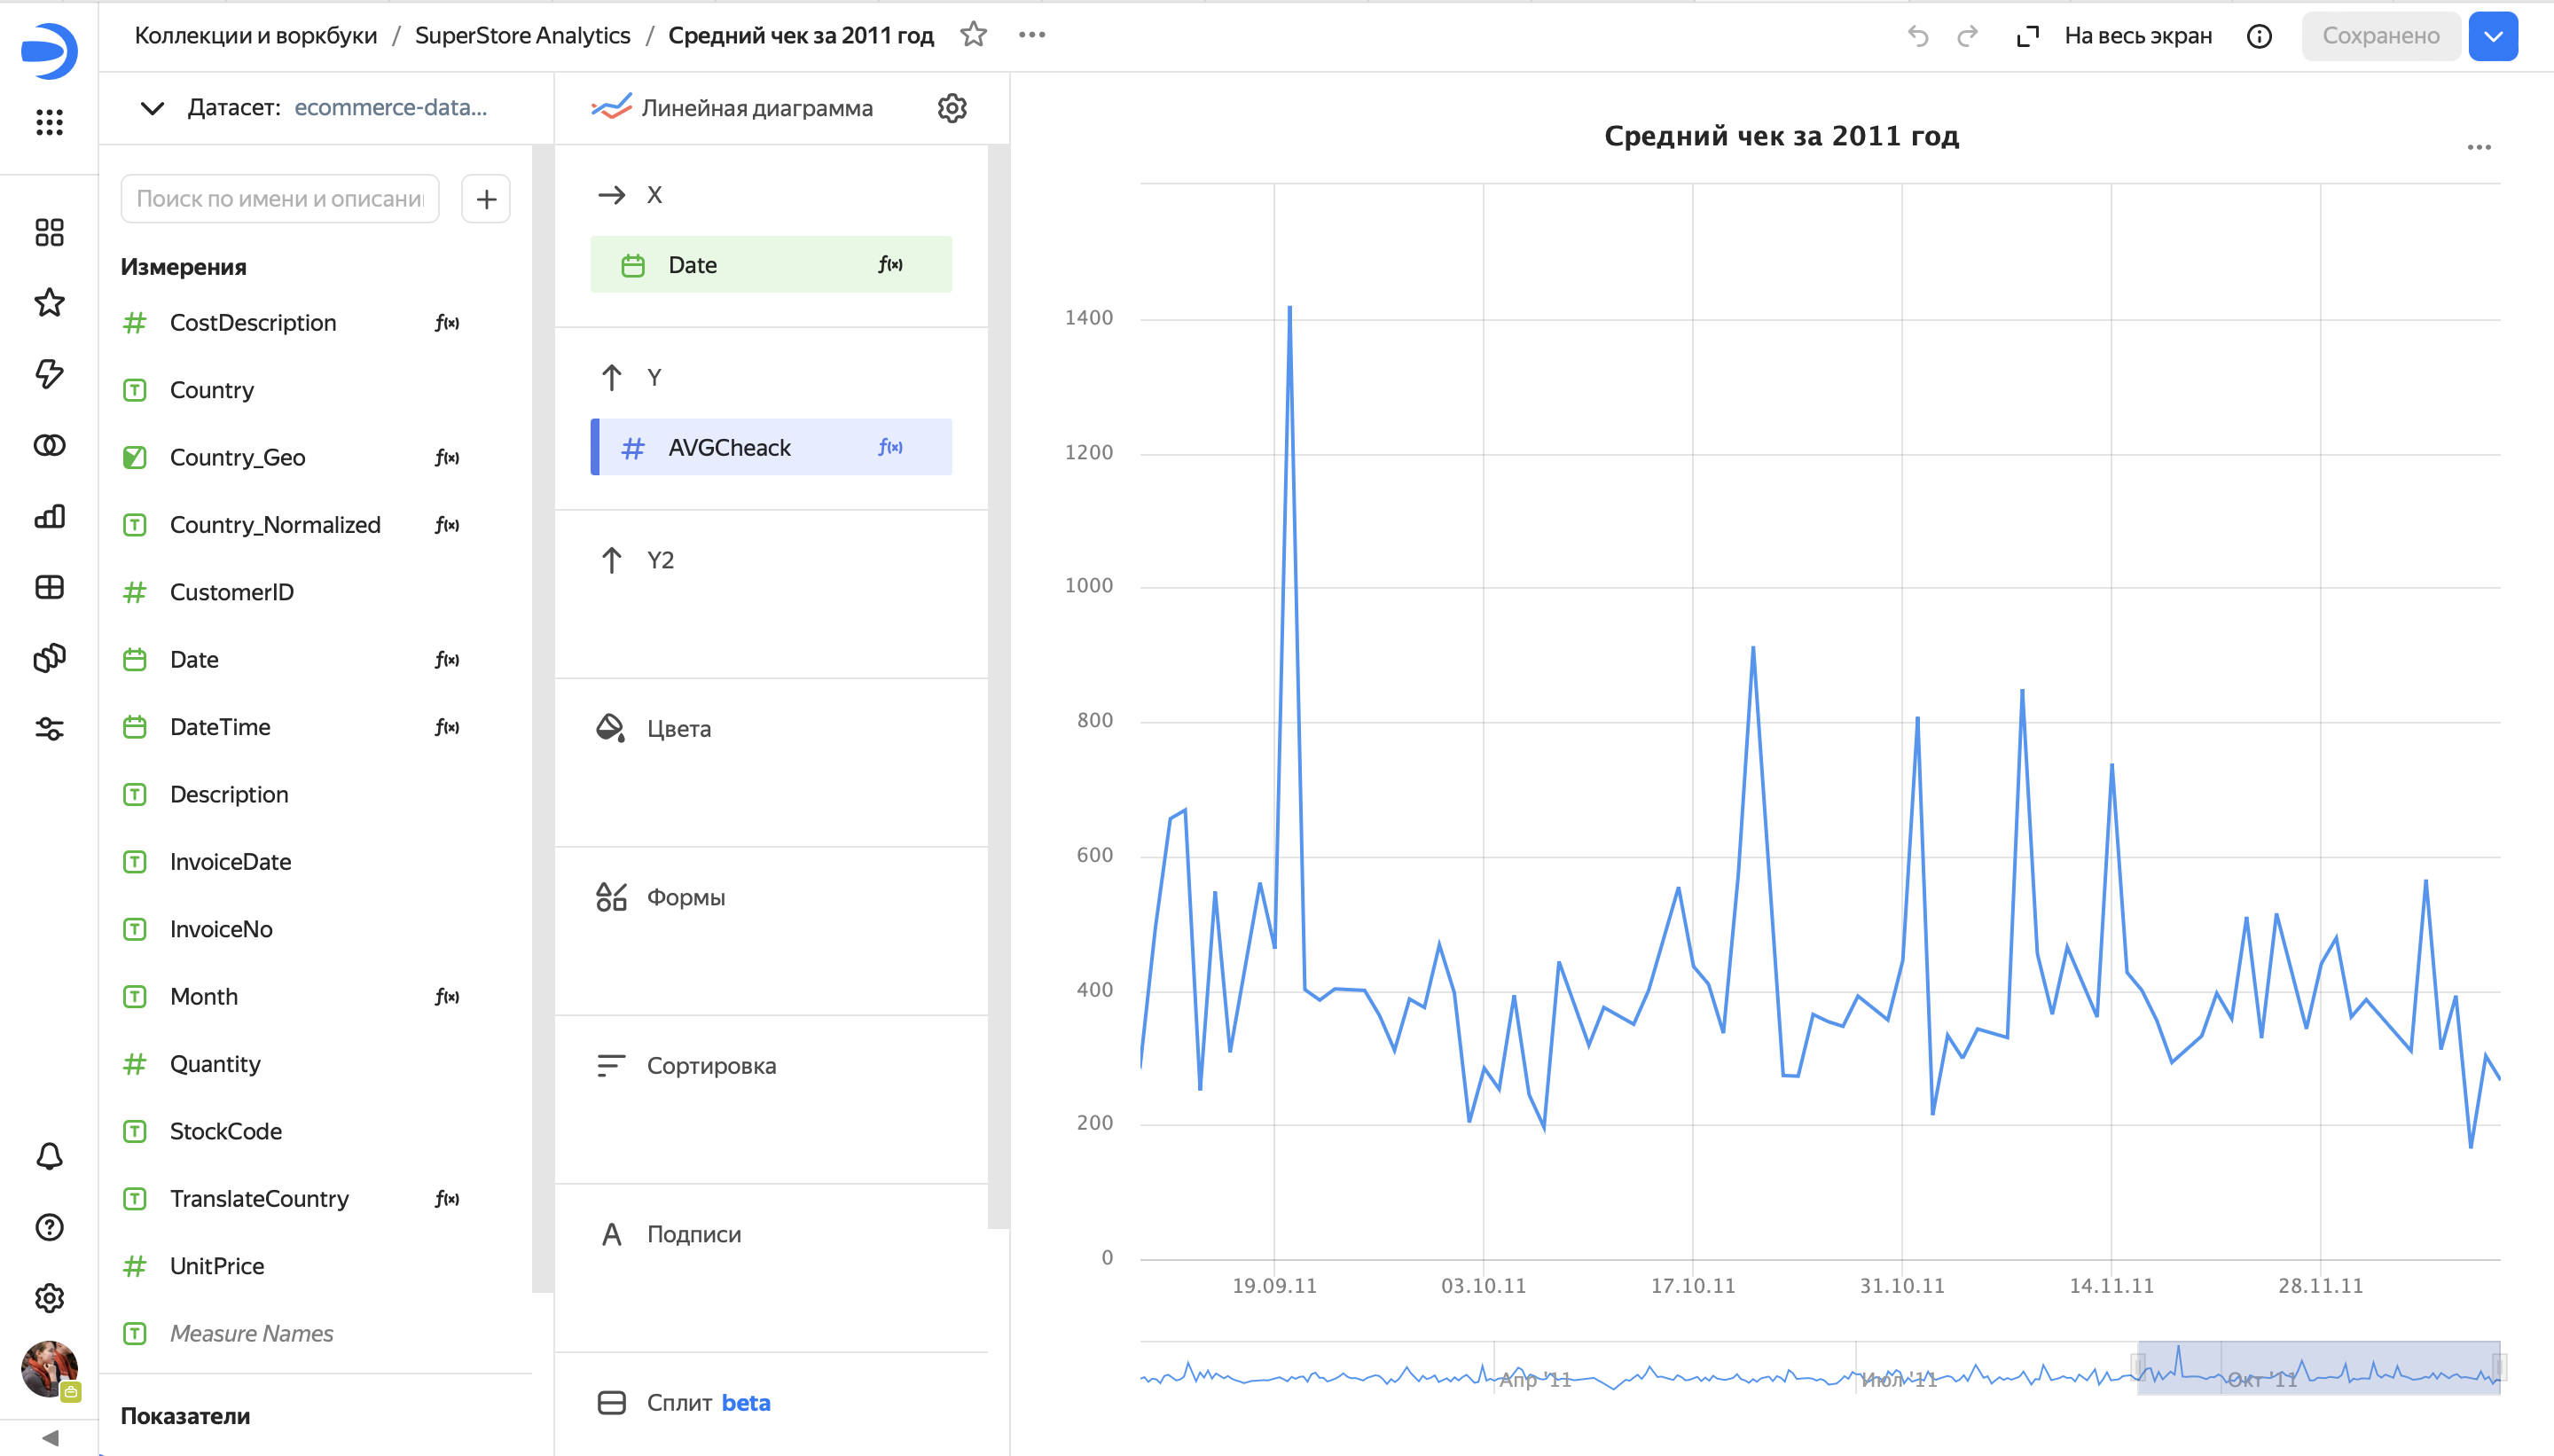 Коллекции и воркбуки / SuperStore Analytics / Средний чек за 2011 год
На весь экран
Сохранено
Датасет: ecommerce-data...
Поиск по имени и описани
Измерения
CostDescription
Country
Country_Geo
Country_Normalized
CustomerID
Date
DateTime
Description
InvoiceDate
InvoiceNo
Month
Quantity
StockCode
TranslateCountry
UnitPrice
Measure Names
Показатели
Линейная диаграмма
X
Date
Y
AVGCheack
Y2
Цвета
Формы
Сортировка
Подписи
Сплит beta
Средний чек за 2011 год
1400
1200
1000
800
600
400
200
0
19.09.11 03.10.11 17.10.11 31.10.11 14.11.11 28.11.11
Апр '11 Июл '11 Окт '11